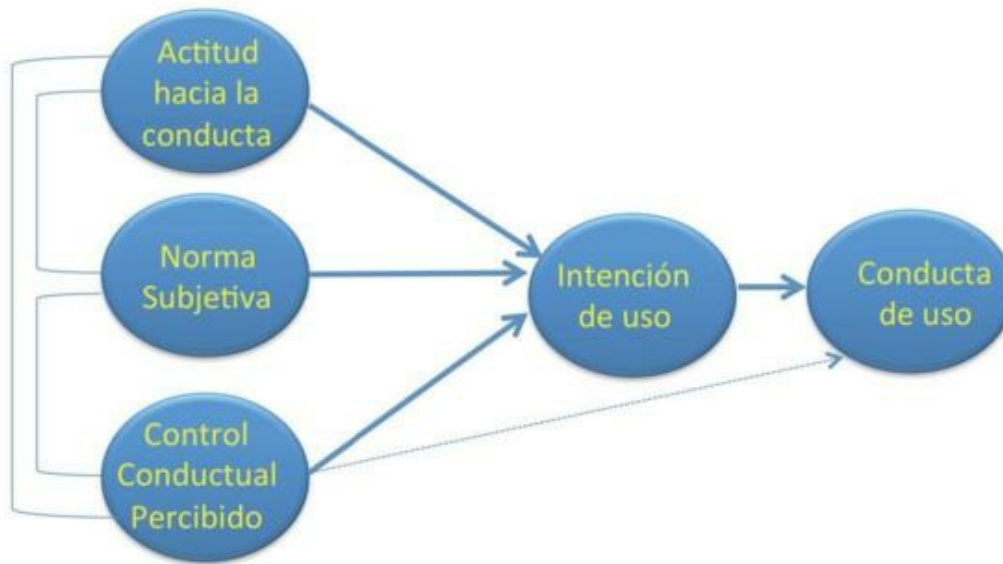 Actitud
hacia la
conducta
Norma
Subjetiva
Control
Conductual
Percibido
Intención
de uso
Conducta
de uso